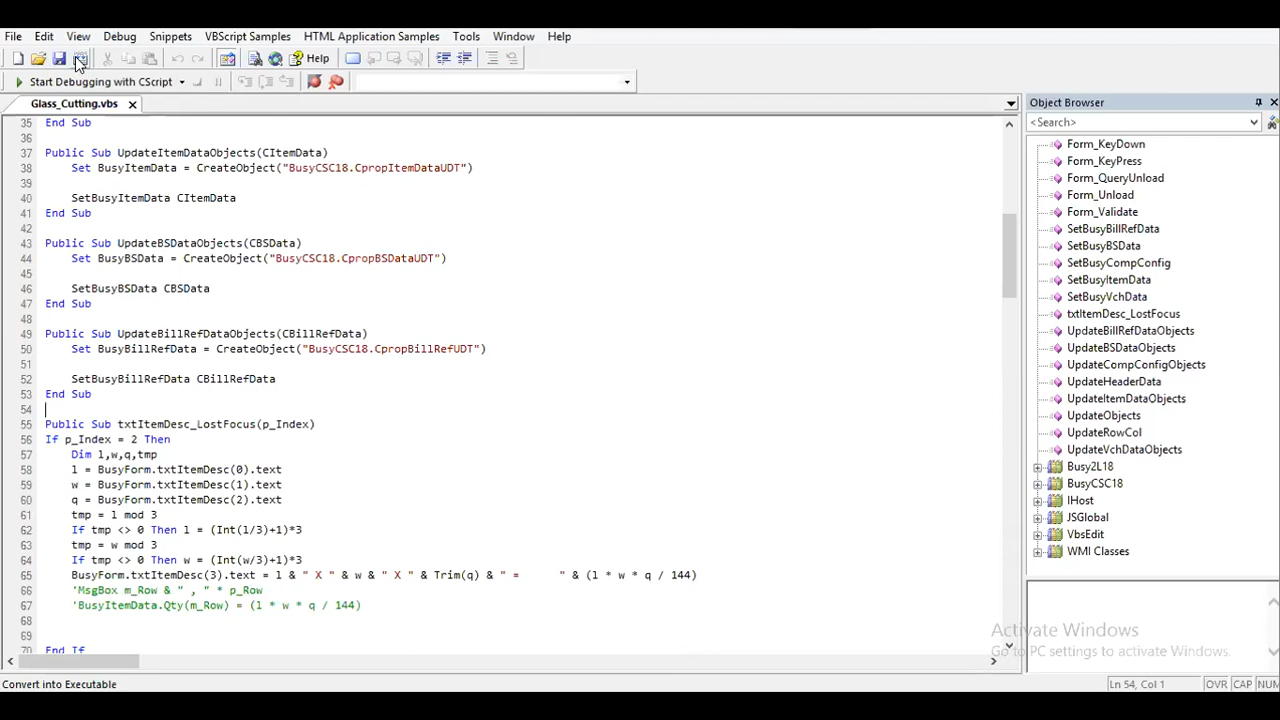 File Edit View Debug Snippets VBScript Samples HTML Application Samples Tools Window Help
Help
Start Debugging with CScript
Glass_Cutting.vbs
Object Browser
<Search>
35 End Sub
36
37 Public Sub UpdateItemDataObjects(CItemData)
38 Set BusyItemData = CreateObject("BusyCSC18.CpropItemDataUDT")
39
40 SetBusyItemData CItemData
41 End Sub
42
43 Public Sub UpdateBSDataObjects(CBSData)
44 Set BusyBSData = CreateObject("BusyCSC18.CpropBSDataUDT")
45
46 SetBusyBSData CBSData
47 End Sub
48
49 Public Sub UpdateBillRefDataObjects(CBillRefData)
50 Set BusyBillRefData = CreateObject("BusyCSC18.CpropBillRefUDT")
51
52 SetBusyBillRefData CBillRefData
53 End Sub
54
55 Public Sub txtItemDesc_LostFocus(p_Index)
56 If p_Index = 2 Then
57 Dim l,w,q,tmp
58 l = BusyForm.txtItemDesc(0).text
59 w = BusyForm.txtItemDesc(1).text
60 q = BusyForm.txtItemDesc(2).text
61 tmp = l mod 3
62 If tmp <> 0 Then l = (Int(l/3)+1)*3
63 tmp = w mod 3
64 If tmp <> 0 Then w = (Int(w/3)+1)*3
65 BusyForm.txtItemDesc(3).text = l & " X " & w & " X " & Trim(q) & " =      " & (l * w * q / 144)
66 'MsgBox m_Row & " , " * p_Row
67 'BusyItemData.Qty(m_Row) = (l * w * q / 144)
68
69
70 End If
Form_KeyDown
Form_KeyPress
Form_QueryUnload
Form_Unload
Form_Validate
SetBusyBillRefData
SetBusyBSData
SetBusyCompConfig
SetBusyItemData
SetBusyVchData
txtItemDesc_LostFocus
UpdateBillRefDataObjects
UpdateBSDataObjects
UpdateCompConfigObjects
UpdateHeaderData
UpdateItemDataObjects
UpdateObjects
UpdateRowCol
UpdateVchDataObjects
Busy2L18
BusyCSC18
IHost
JSGlobal
VbsEdit
WMI Classes
Activate Windows
Go to PC settings to activate Windows.
Convert into Executable
Ln 54, Col 1 OVR CAP NUM